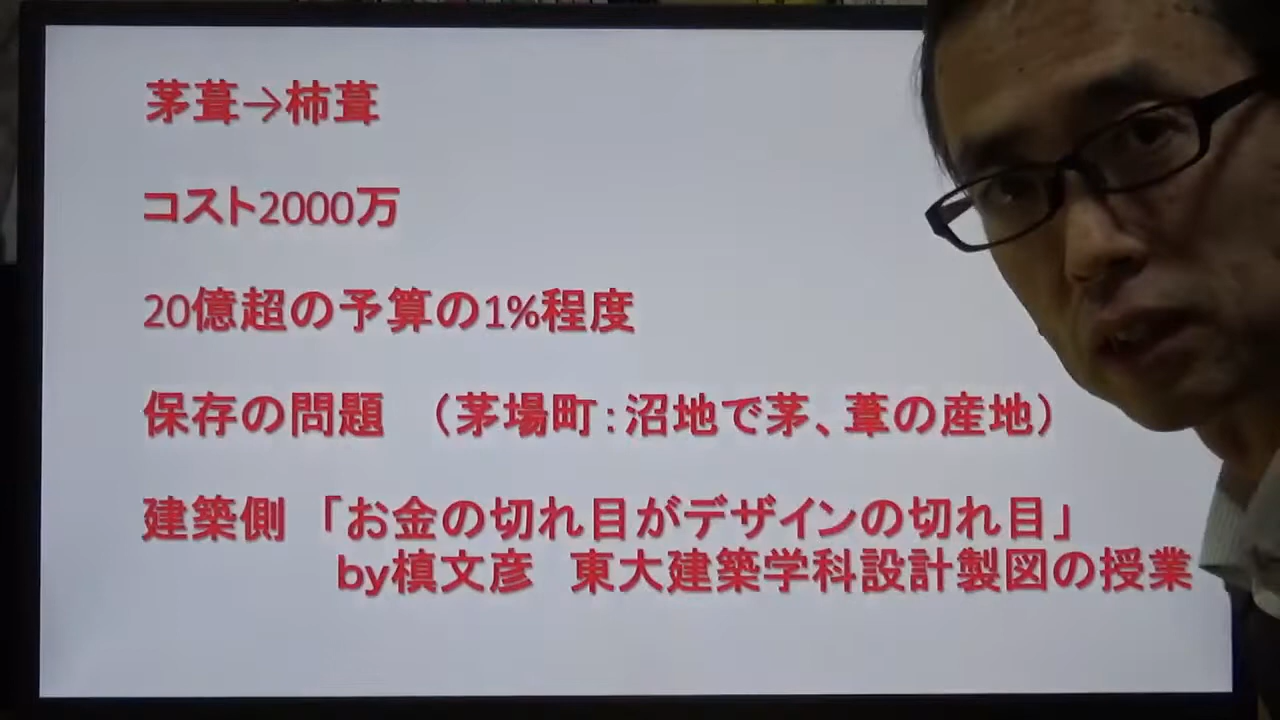 茅葺→柿葺
コスト2000万
20億超の予算の1%程度
保存の問題　（茅場町：沼地で茅、葦の産地）
建築側　「お金の切れ目がデザインの切れ目」
by槙文彦　東大建築学科設計製図の授業